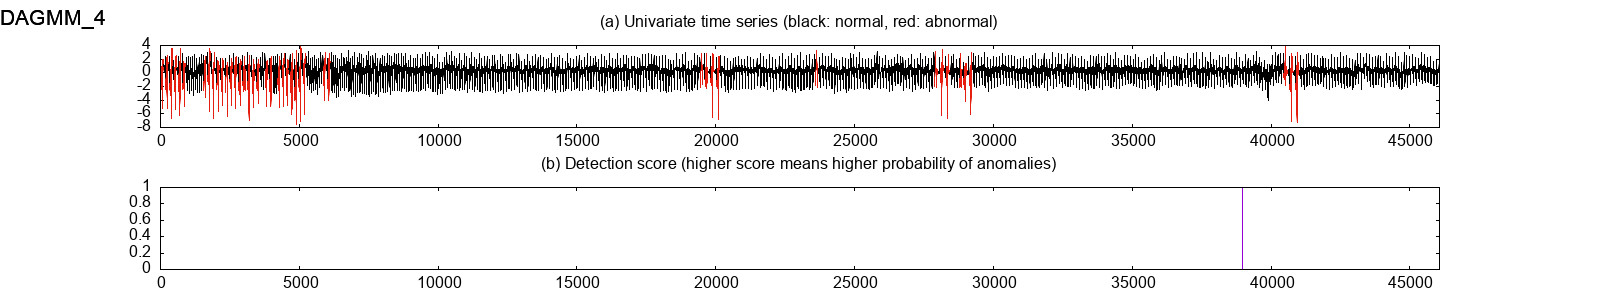 DAGMM_4
(a) Univariate time series (black: normal, red: abnormal)
4
2
0
-2
-4
-6
-8
0 5000 10000 15000 20000 25000 30000 35000 40000 45000
(b) Detection score (higher score means higher probability of anomalies)
1
0.8
0.6
0.4
0.2
0
0 5000 10000 15000 20000 25000 30000 35000 40000 45000